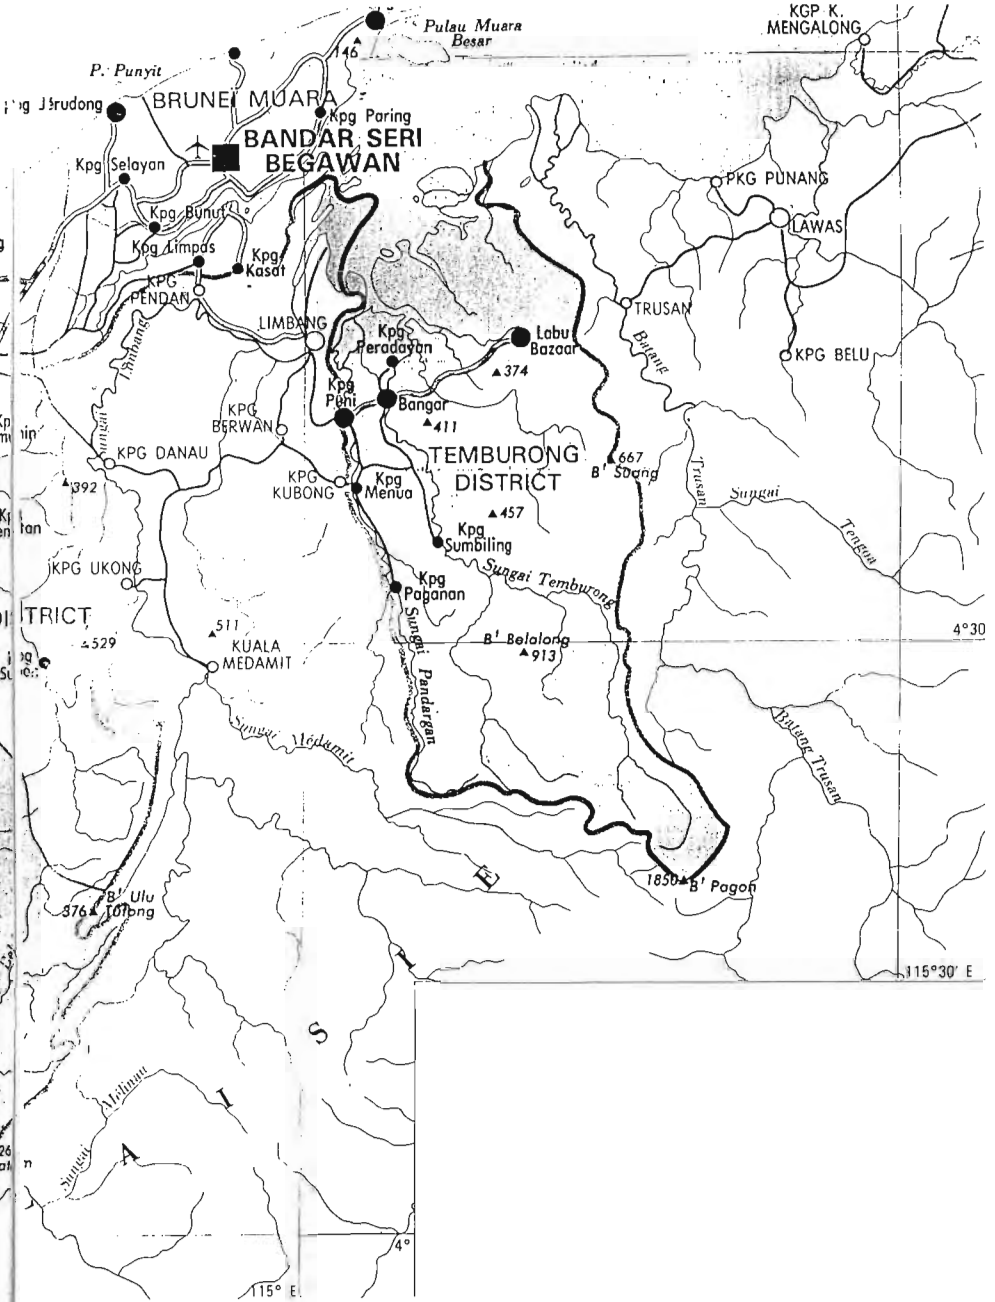 KGP K.
MENGALONG
Pulau Muara
Besar
146
P. Punyit
BRUNEI MUARA
Kpg Paring
BANDAR SERI
BEGAWAN
Kpg Selayan
PKG PUNANG
Kpg Bunut
LAWAS
Kpg Limpas
Kpg
Kasat
KPG
PENDAN
TRUSAN
LIMBANG
Kpg
Peradayan
Labu
Bazaar
KPG BELU
Batang
Limbang
374
Kpg
Puni
Bangar
411
KPG
BERWAN
Sungai
KPG DANAU
TEMBURONG
DISTRICT
667
B' Suang
Trusan
Sungai
Tengoa
392
KPG
KUBONG
Kpg
Menua
457
Kpg
Sumbiling
KPG UKONG
Kpg
Paganan
Sungai Temburong
TRICT
511
529
KUALA
MEDAMIT
B' Belalong
913
4°30
Sungai Pandargan
Sungai Medamit
Batang Trusan
1850
B' Pagon
B' Ulu
Tutong
376
E
115°30' E
I
S
Sungai Melinau
I
A
4°
115° E